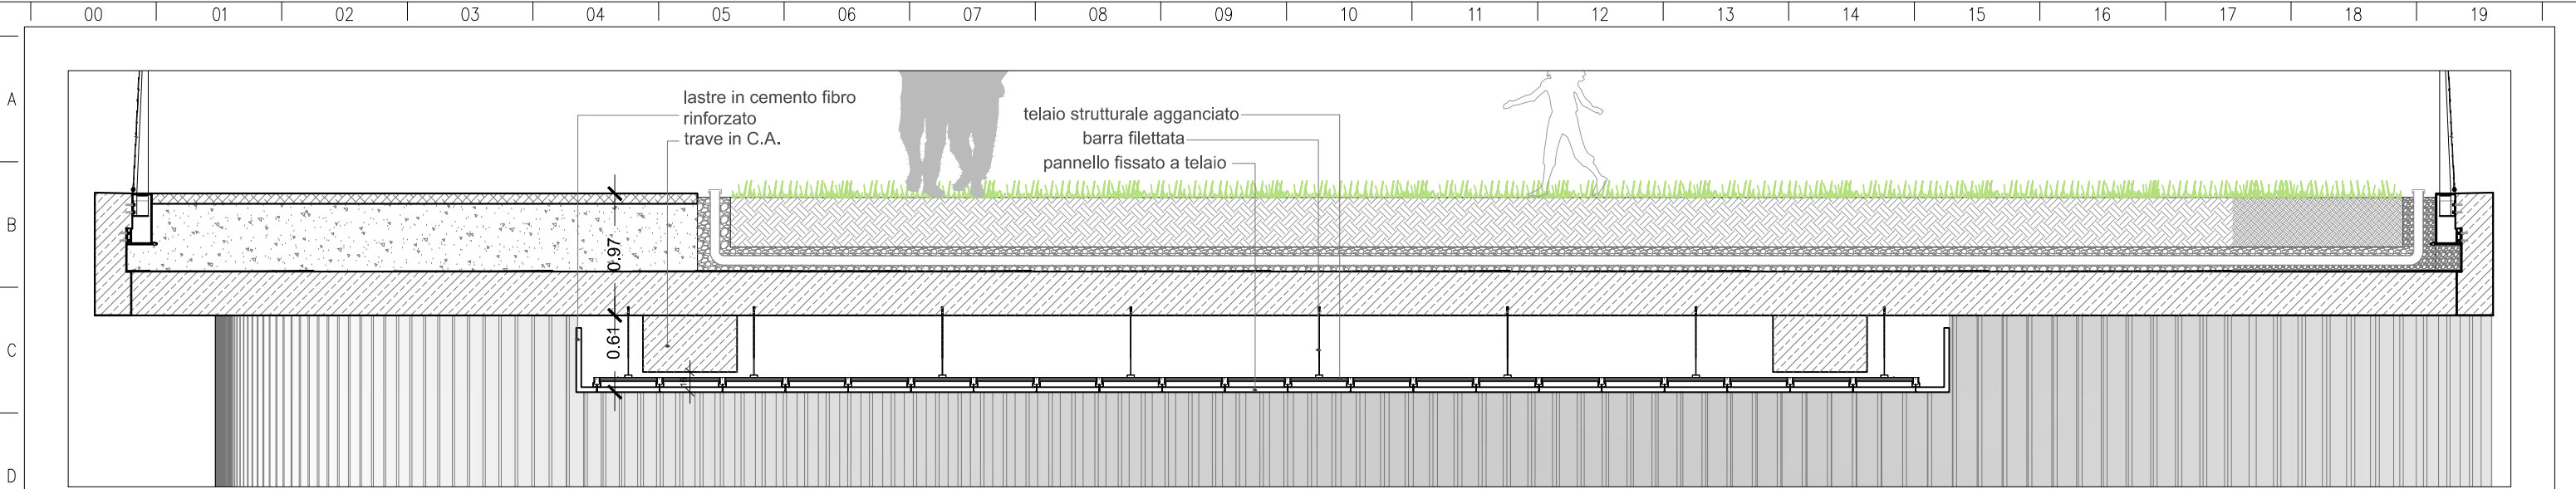 00 01 02 03 04 05 06 07 08 09 10 11 12 13 14 15 16 17 18 19
A
lastre in cemento fibro
rinforzato
trave in C.A.
telaio strutturale agganciato
barra filettata
pannello fissato a telaio
B
0.97
C
0.61
D